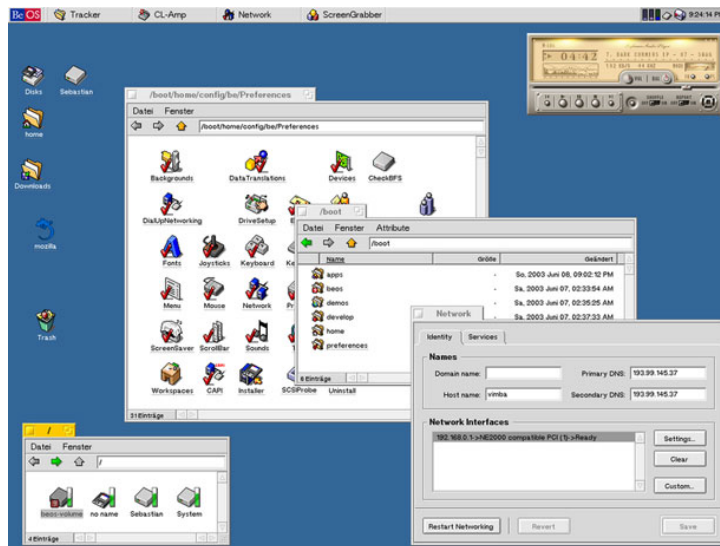 BeOS Tracker CL-Amp Network ScreenGrabber 9:24:14 PM
04:42
Disks Sebastian
home
Downloads
mozilla
Trash
/boot/home/config/be/Preferences
Datei Fenster
/boot/home/config/be/Preferences
Backgrounds DataTranslations Devices CheckBFS
DialUpNetworking DriveSetup
Fonts Joysticks Keyboard
Menu Mouse Network
ScreenSaver ScrollBar Sounds
Workspaces CAPI Installer SCSIProbe Uninstall
31 Einträge
/boot
Datei Fenster Attribute
/boot
Name Größe Geändert
apps - So, 2003 Juni 08, 09:02:12 PM
beos - Sa, 2003 Juni 07, 02:33:54 AM
demos - Sa, 2003 Juni 07, 02:35:25 AM
develop - Sa, 2003 Juni 07, 02:37:33 AM
home
preferences
6 Einträge
Network
Identity Services
Names
Domain name: Primary DNS: 193.99.145.37
Host name: vimba Secondary DNS: 193.99.145.37
Network Interfaces
192.168.0.1->NE2000 compatible PCI (1)->Ready
Settings...
Clear
Custom...
Restart Networking Revert Save
/
Datei Fenster
/
beos-volume no name Sebastian System
4 Einträge